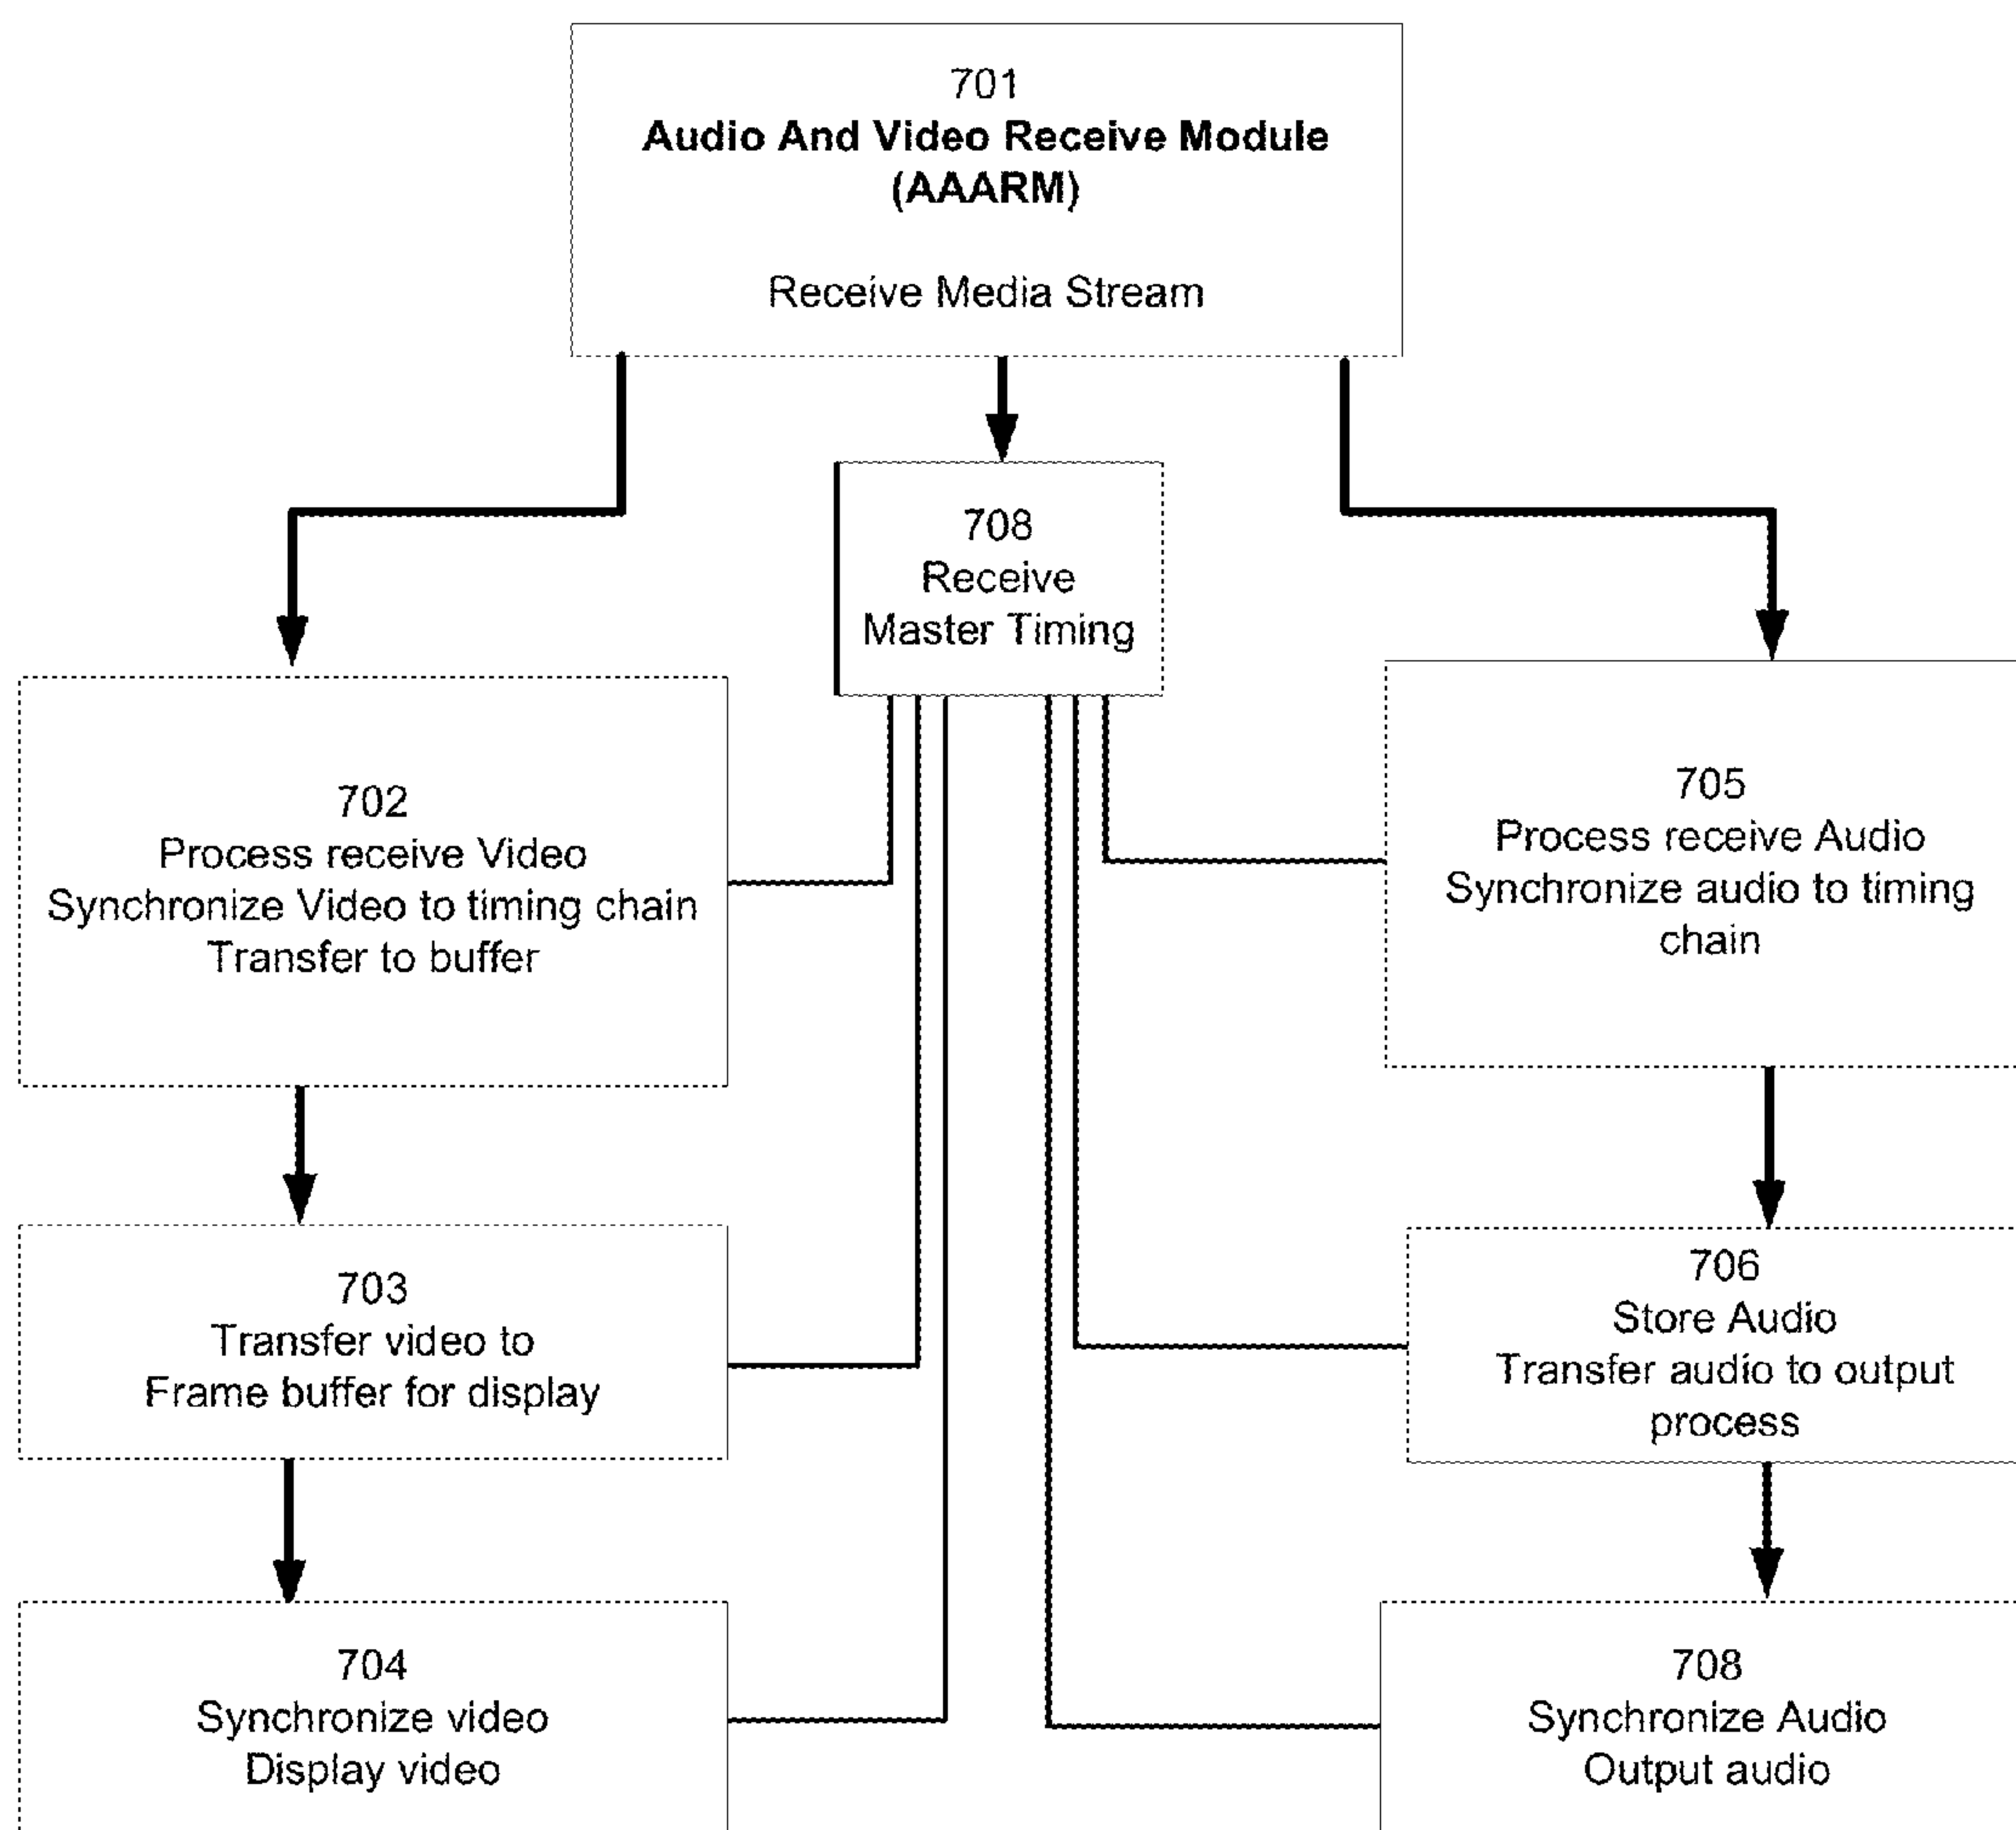 701
Audio And Video Receive Module
(AAARM)
Receive Media Stream
708
Receive
Master Timing
702
Process receive Video
Synchronize Video to timing chain
Transfer to buffer
705
Process receive Audio
Synchronize audio to timing
chain
703
Transfer video to
Frame buffer for display
706
Store Audio
Transfer audio to output
process
704
Synchronize video
Display video
708
Synchronize Audio
Output audio